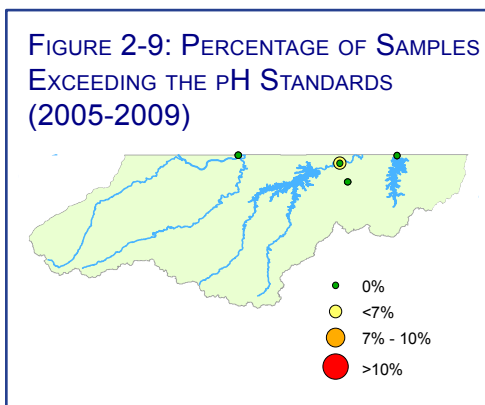 FIGURE 2-9: PERCENTAGE OF SAMPLES
EXCEEDING THE pH STANDARDS
(2005-2009)
0%
<7%
7% - 10%
>10%